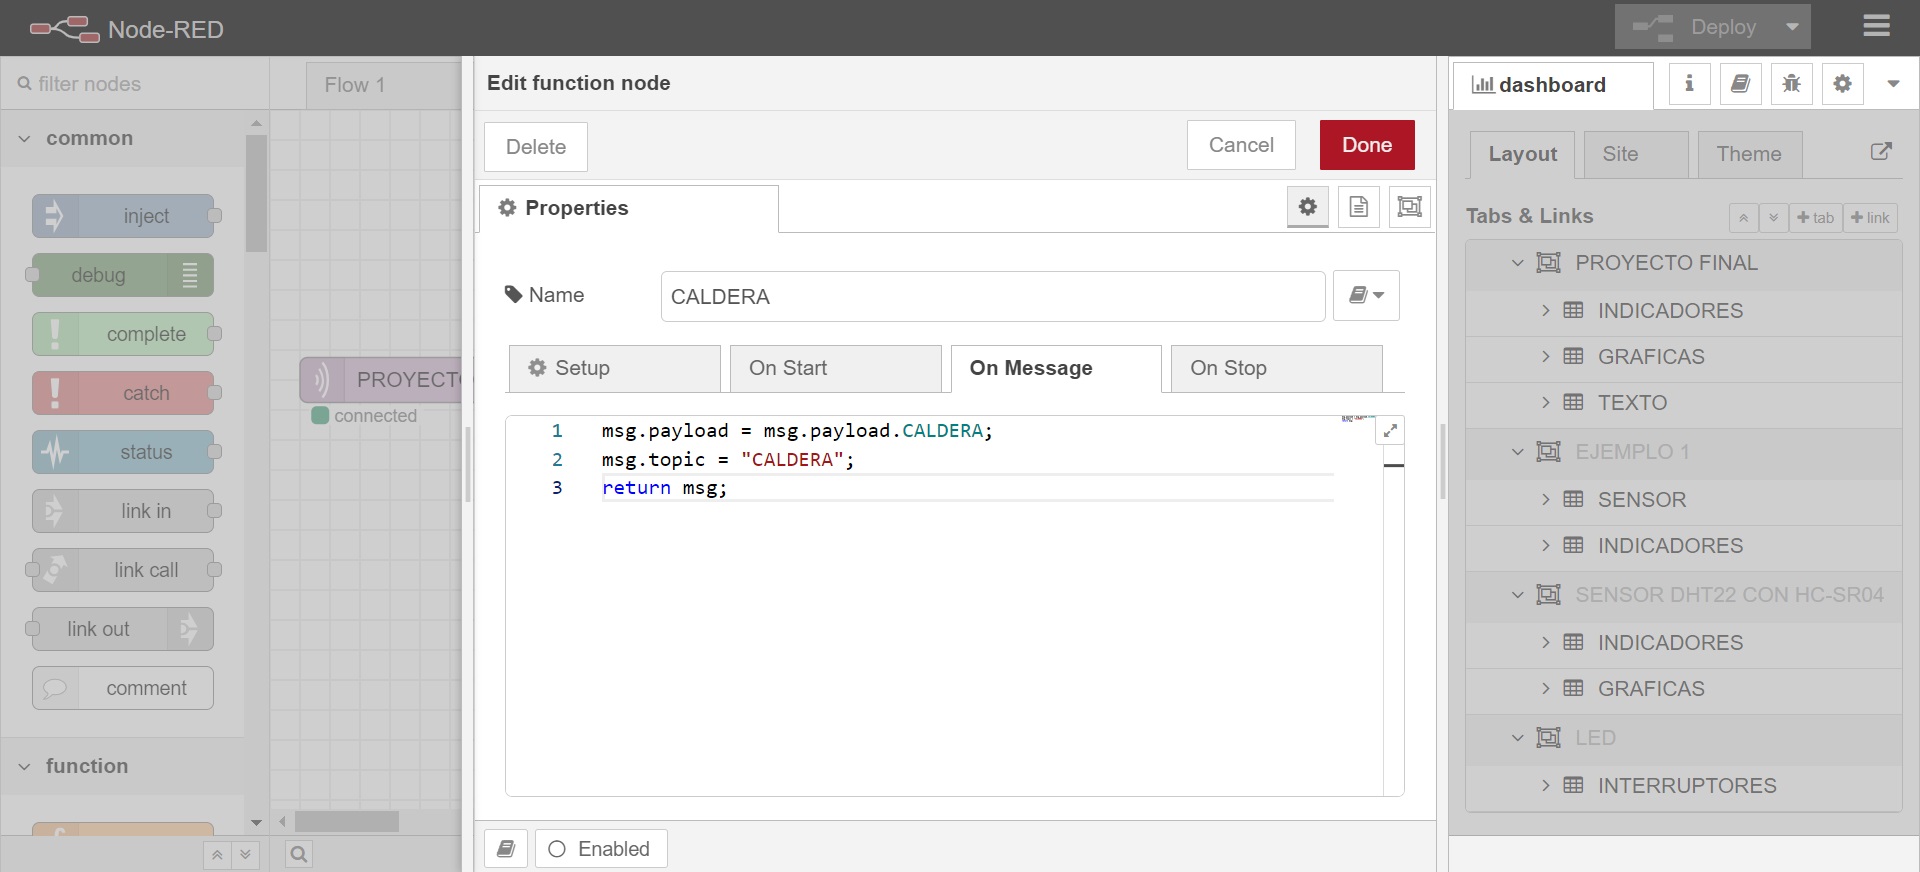 Node-RED
Deploy
filter nodes
Flow 1
Edit function node
dashboard
common
Delete
Cancel
Done
Layout
Site
Theme
Properties
Tabs & Links
tab
link
inject
debug
complete
catch
status
link in
link call
link out
comment
function
PROYECTO
connected
Name
CALDERA
Setup
On Start
On Message
On Stop
1 msg.payload = msg.payload.CALDERA;
2 msg.topic = "CALDERA";
3 return msg;
Enabled
PROYECTO FINAL
INDICADORES
GRAFICAS
TEXTO
EJEMPLO 1
SENSOR
INDICADORES
SENSOR DHT22 CON HC-SR04
INDICADORES
GRAFICAS
LED
INTERRUPTORES